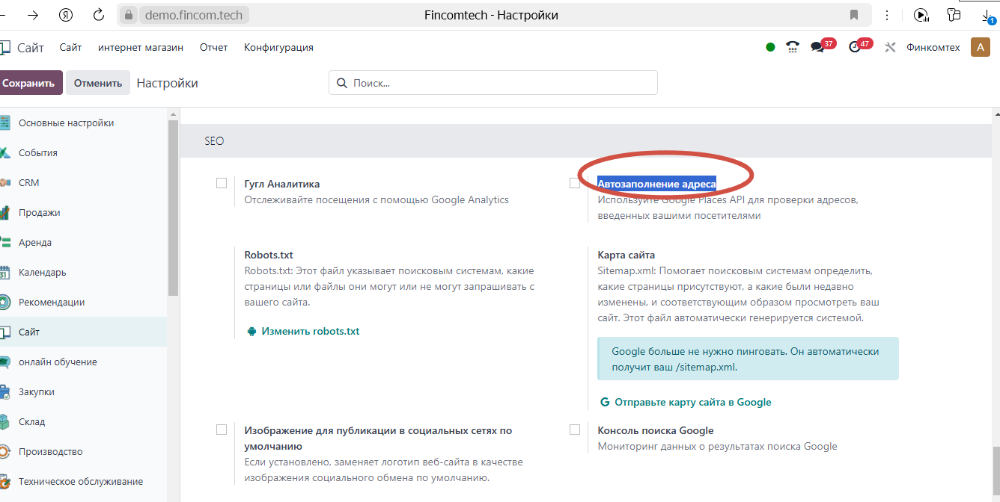 demo.fincom.tech
Fincomtech - Настройки
1
Сайт
Сайт
интернет магазин
Отчет
Конфигурация
37
47
Финкомтех
A
Сохранить
Отменить
Настройки
Поиск...
Основные настройки
События
CRM
Продажи
Аренда
31
Календарь
Рекомендации
Сайт
онлайн обучение
Закупки
Склад
Производство
Техническое обслуживание
SEO
Гугл Аналитика
Отслеживайте посещения с помощью Google Analytics
Автозаполнение адреса
Используйте Google Places API для проверки адресов,
введенных вашими посетителями
Robots.txt
Robots.txt: Этот файл указывает поисковым системам, какие
страницы или файлы они могут или не могут запрашивать с
вашего сайта.
Изменить robots.txt
Карта сайта
Sitemap.xml: Помогает поисковым системам определить,
какие страницы присутствуют, а какие были недавно
изменены, и соответствующим образом просмотреть ваш
сайт. Этот файл автоматически генерируется системой.
Google больше не нужно пинговать. Он автоматически
получит ваш /sitemap.xml.
G Отправьте карту сайта в Google
Изображение для публикации в социальных сетях по
умолчанию
Если установлено, заменяет логотип веб-сайта в качестве
изображения социального обмена по умолчанию.
Консоль поиска Google
Мониторинг данных о результатах поиска Google